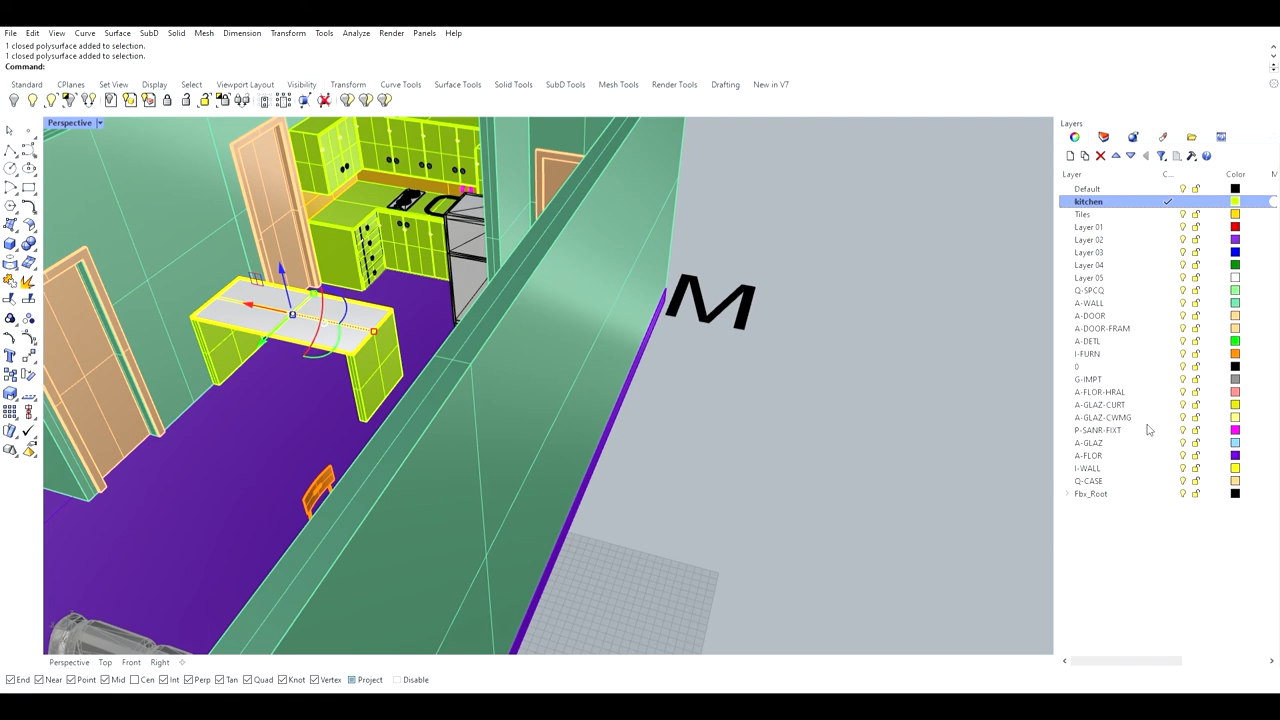 File Edit View Curve Surface SubD Solid Mesh Dimension Transform Tools Analyze Render Panels Help
1 closed polysurface added to selection.
1 closed polysurface added to selection.
Command:
Standard CPlanes Set View Display Select Viewport Layout Visibility Transform Curve Tools Surface Tools Solid Tools SubD Tools Mesh Tools Render Tools Drafting New in V7
Perspective
M
Layers
Layer C... Color M
Default
kitchen
Tiles
Layer 01
Layer 02
Layer 03
Layer 04
Layer 05
Q-SPCQ
A-WALL
A-DOOR
A-DOOR-FRAM
A-DETL
I-FURN
0
G-IMPT
A-FLOR-HRAL
A-GLAZ-CURT
A-GLAZ-CWMG
P-SANR-FIXT
A-GLAZ
A-FLOR
I-WALL
Q-CASE
Fbx_Root
Perspective Top Front Right
End Near Point Mid Cen Int Perp Tan Quad Knot Vertex Project Disable